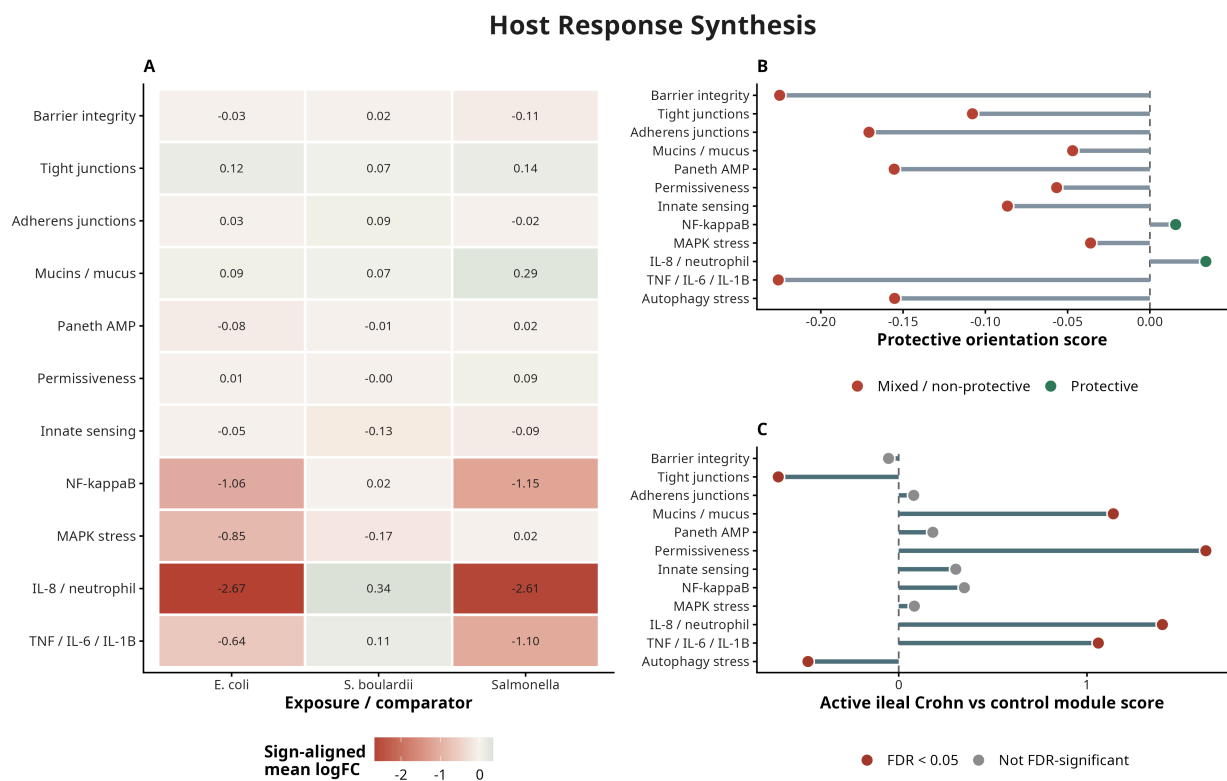 Host Response Synthesis
A
Barrier integrity -0.03 0.02 -0.11
Tight junctions 0.12 0.07 0.14
Adherens junctions 0.03 0.09 -0.02
Mucins / mucus 0.09 0.07 0.29
Paneth AMP -0.08 -0.01 0.02
Permissiveness 0.01 -0.00 0.09
Innate sensing -0.05 -0.13 -0.09
NF-kappaB -1.06 0.02 -1.15
MAPK stress -0.85 -0.17 0.02
IL-8 / neutrophil -2.67 0.34 -2.61
TNF / IL-6 / IL-1B -0.64 0.11 -1.10
E. coli S. boulardii Salmonella
Exposure / comparator
Sign-aligned
mean logFC
-2 -1 0
B
Barrier integrity
Tight junctions
Adherens junctions
Mucins / mucus
Paneth AMP
Permissiveness
Innate sensing
NF-kappaB
MAPK stress
IL-8 / neutrophil
TNF / IL-6 / IL-1B
Autophagy stress
-0.20 -0.15 -0.10 -0.05 0.00
Protective orientation score
Mixed / non-protective Protective
C
Barrier integrity
Tight junctions
Adherens junctions
Mucins / mucus
Paneth AMP
Permissiveness
Innate sensing
NF-kappaB
MAPK stress
IL-8 / neutrophil
TNF / IL-6 / IL-1B
Autophagy stress
0 1
Active ileal Crohn vs control module score
FDR < 0.05 Not FDR-significant